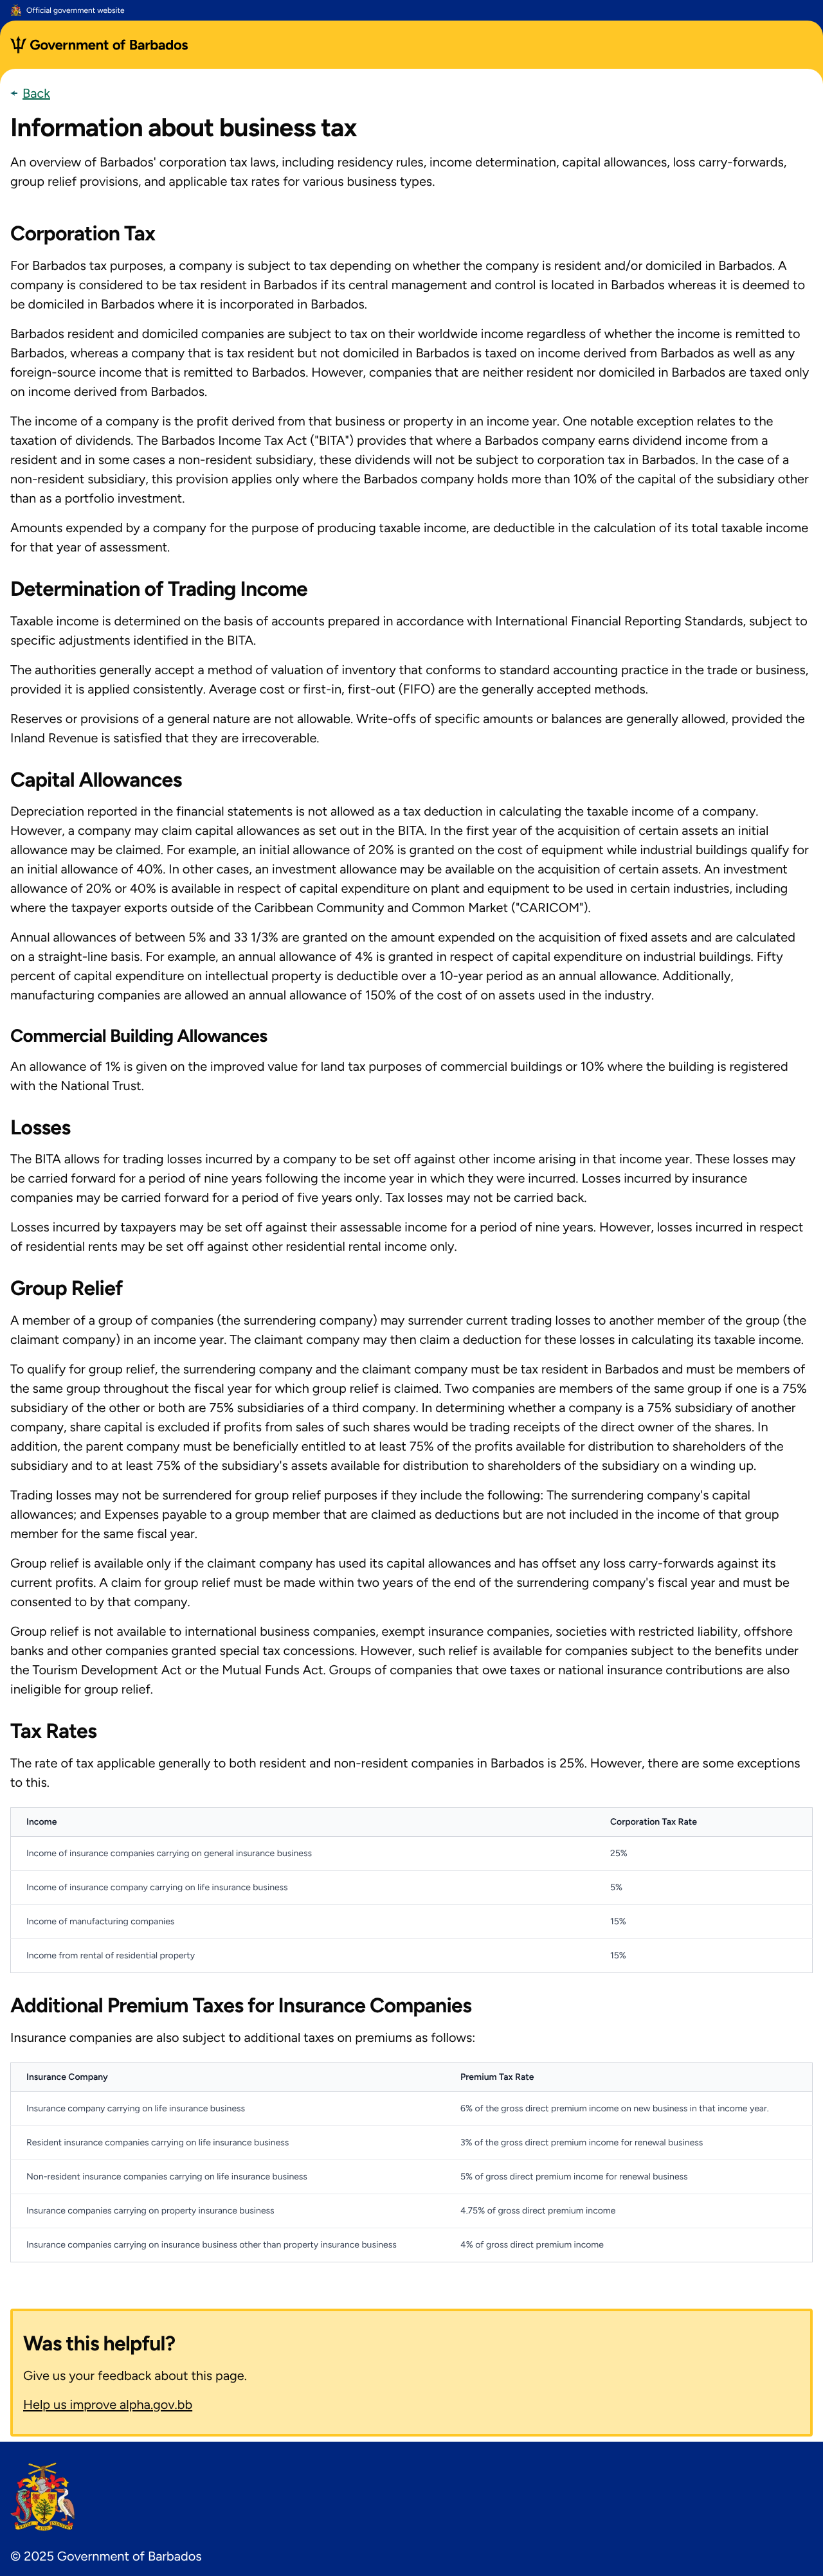 Official government website
Government of Barbados
Back
Information about business tax
An overview of Barbados' corporation tax laws, including residency rules, income determination, capital allowances, loss carry-forwards,
group relief provisions, and applicable tax rates for various business types.
Corporation Tax
For Barbados tax purposes, a company is subject to tax depending on whether the company is resident and/or domiciled in Barbados. A
company is considered to be tax resident in Barbados if its central management and control is located in Barbados whereas it is deemed to
be domiciled in Barbados where it is incorporated in Barbados.
Barbados resident and domiciled companies are subject to tax on their worldwide income regardless of whether the income is remitted to
Barbados, whereas a company that is tax resident but not domiciled in Barbados is taxed on income derived from Barbados as well as any
foreign-source income that is remitted to Barbados. However, companies that are neither resident nor domiciled in Barbados are taxed only
on income derived from Barbados.
The income of a company is the profit derived from that business or property in an income year. One notable exception relates to the
taxation of dividends. The Barbados Income Tax Act ("BITA") provides that where a Barbados company earns dividend income from a
resident and in some cases a non-resident subsidiary, these dividends will not be subject to corporation tax in Barbados. In the case of a
non-resident subsidiary, this provision applies only where the Barbados company holds more than 10% of the capital of the subsidiary other
than as a portfolio investment.
Amounts expended by a company for the purpose of producing taxable income, are deductible in the calculation of its total taxable income
for that year of assessment.
Determination of Trading Income
Taxable income is determined on the basis of accounts prepared in accordance with International Financial Reporting Standards, subject to
specific adjustments identified in the BITA.
The authorities generally accept a method of valuation of inventory that conforms to standard accounting practice in the trade or business,
provided it is applied consistently. Average cost or first-in, first-out (FIFO) are the generally accepted methods.
Reserves or provisions of a general nature are not allowable. Write-offs of specific amounts or balances are generally allowed, provided the
Inland Revenue is satisfied that they are irrecoverable.
Capital Allowances
Depreciation reported in the financial statements is not allowed as a tax deduction in calculating the taxable income of a company.
However, a company may claim capital allowances as set out in the BITA. In the first year of the acquisition of certain assets an initial
allowance may be claimed. For example, an initial allowance of 20% is granted on the cost of equipment while industrial buildings qualify for
an initial allowance of 40%. In other cases, an investment allowance may be available on the acquisition of certain assets. An investment
allowance of 20% or 40% is available in respect of capital expenditure on plant and equipment to be used in certain industries, including
where the taxpayer exports outside of the Caribbean Community and Common Market ("CARICOM").
Annual allowances of between 5% and 33 1/3% are granted on the amount expended on the acquisition of fixed assets and are calculated
on a straight-line basis. For example, an annual allowance of 4% is granted in respect of capital expenditure on industrial buildings. Fifty
percent of capital expenditure on intellectual property is deductible over a 10-year period as an annual allowance. Additionally,
manufacturing companies are allowed an annual allowance of 150% of the cost of on assets used in the industry.
Commercial Building Allowances
An allowance of 1% is given on the improved value for land tax purposes of commercial buildings or 10% where the building is registered
with the National Trust.
Losses
The BITA allows for trading losses incurred by a company to be set off against other income arising in that income year. These losses may
be carried forward for a period of nine years following the income year in which they were incurred. Losses incurred by insurance
companies may be carried forward for a period of five years only. Tax losses may not be carried back.
Losses incurred by taxpayers may be set off against their assessable income for a period of nine years. However, losses incurred in respect
of residential rents may be set off against other residential rental income only.
Group Relief
A member of a group of companies (the surrendering company) may surrender current trading losses to another member of the group (the
claimant company) in an income year. The claimant company may then claim a deduction for these losses in calculating its taxable income.
To qualify for group relief, the surrendering company and the claimant company must be tax resident in Barbados and must be members of
the same group throughout the fiscal year for which group relief is claimed. Two companies are members of the same group if one is a 75%
subsidiary of the other or both are 75% subsidiaries of a third company. In determining whether a company is a 75% subsidiary of another
company, share capital is excluded if profits from sales of such shares would be trading receipts of the direct owner of the shares. In
addition, the parent company must be beneficially entitled to at least 75% of the profits available for distribution to shareholders of the
subsidiary and to at least 75% of the subsidiary's assets available for distribution to shareholders of the subsidiary on a winding up.
Trading losses may not be surrendered for group relief purposes if they include the following: The surrendering company's capital
allowances; and Expenses payable to a group member that are claimed as deductions but are not included in the income of that group
member for the same fiscal year.
Group relief is available only if the claimant company has used its capital allowances and has offset any loss carry-forwards against its
current profits. A claim for group relief must be made within two years of the end of the surrendering company's fiscal year and must be
consented to by that company.
Group relief is not available to international business companies, exempt insurance companies, societies with restricted liability, offshore
banks and other companies granted special tax concessions. However, such relief is available for companies subject to the benefits under
the Tourism Development Act or the Mutual Funds Act. Groups of companies that owe taxes or national insurance contributions are also
ineligible for group relief.
Tax Rates
The rate of tax applicable generally to both resident and non-resident companies in Barbados is 25%. However, there are some exceptions
to this.
Income Corporation Tax Rate
Income of insurance companies carrying on general insurance business 25%
Income of insurance company carrying on life insurance business 5%
Income of manufacturing companies 15%
Income from rental of residential property 15%
Additional Premium Taxes for Insurance Companies
Insurance companies are also subject to additional taxes on premiums as follows:
Insurance Company Premium Tax Rate
Insurance company carrying on life insurance business 6% of the gross direct premium income on new business in that income year.
Resident insurance companies carrying on life insurance business 3% of the gross direct premium income for renewal business
Non-resident insurance companies carrying on life insurance business 5% of gross direct premium income for renewal business
Insurance companies carrying on property insurance business 4.75% of gross direct premium income
Insurance companies carrying on insurance business other than property insurance business 4% of gross direct premium income
Was this helpful?
Give us your feedback about this page.
Help us improve alpha.gov.bb
© 2025 Government of Barbados